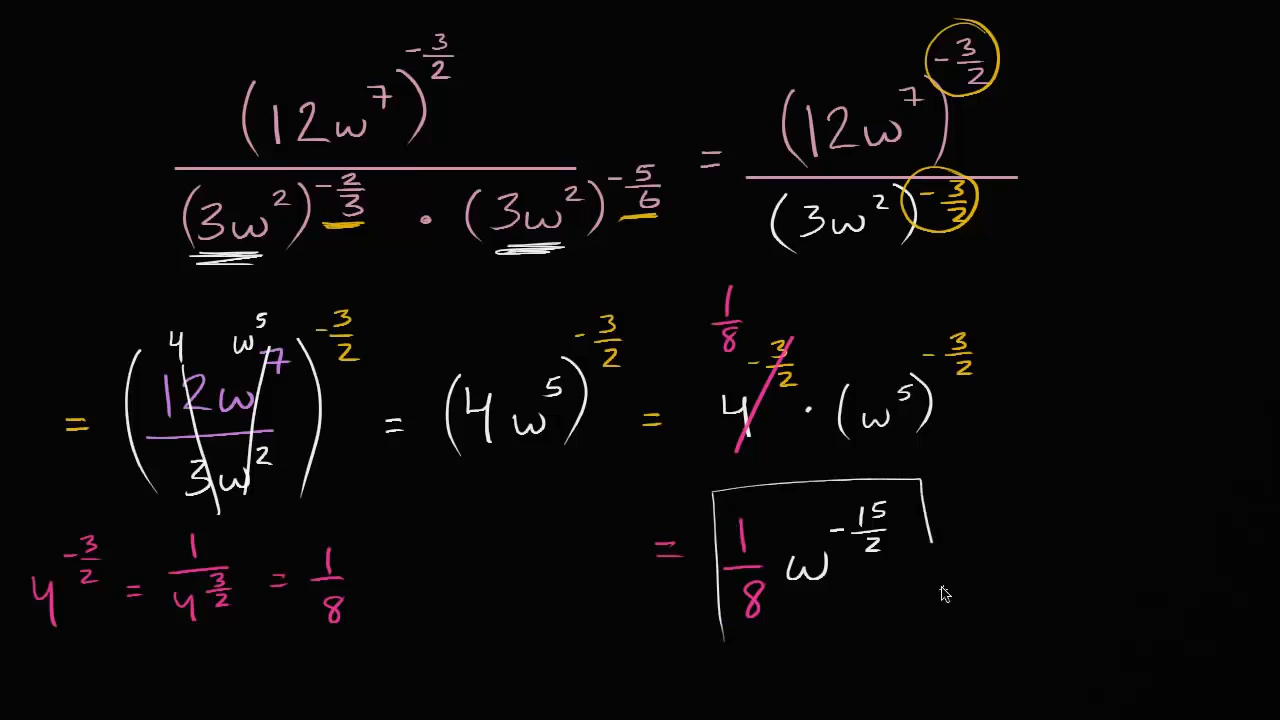 (12w^7)^(-3/2) / ((3w^2)^(-2/3) · (3w^2)^(-5/6)) = (12w^7)^(-3/2) / (3w^2)^(-3/2)
= (12w^7 / 3w^2)^(-3/2) 4 w^5 = (4w^5)^(-3/2) = 4^(-3/2) 1/8 · (w^5)^(-3/2)
4^(-3/2) = 1 / 4^(3/2) = 1/8
= 1/8 w^(-15/2)